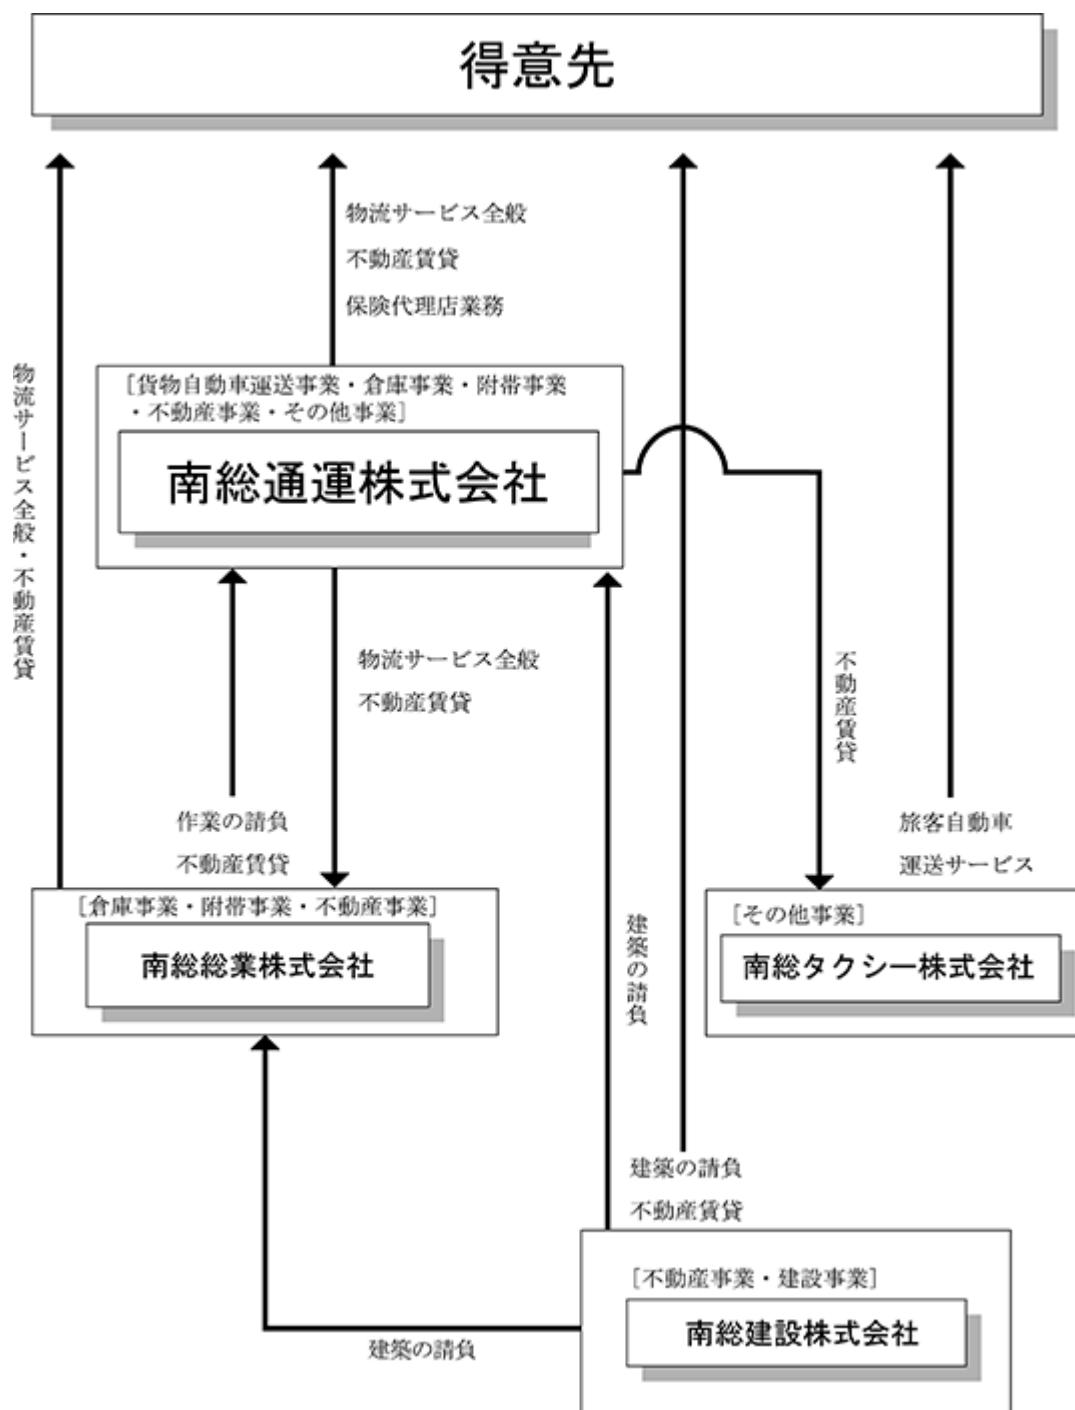 得意先
物流サービス全般
不動産賃貸
保険代理店業務
物流サービス全般・不動産賃貸
[貨物自動車運送事業・倉庫事業・附帯事業
・不動産事業・その他事業]
南総通運株式会社
物流サービス全般
不動産賃貸
不動産賃貸
作業の請負
不動産賃貸
旅客自動車
運送サービス
[倉庫事業・附帯事業・不動産事業]
南総総業株式会社
建築の請負
[その他事業]
南総タクシー株式会社
建築の請負
不動産賃貸
[不動産事業・建設事業]
南総建設株式会社
建築の請負